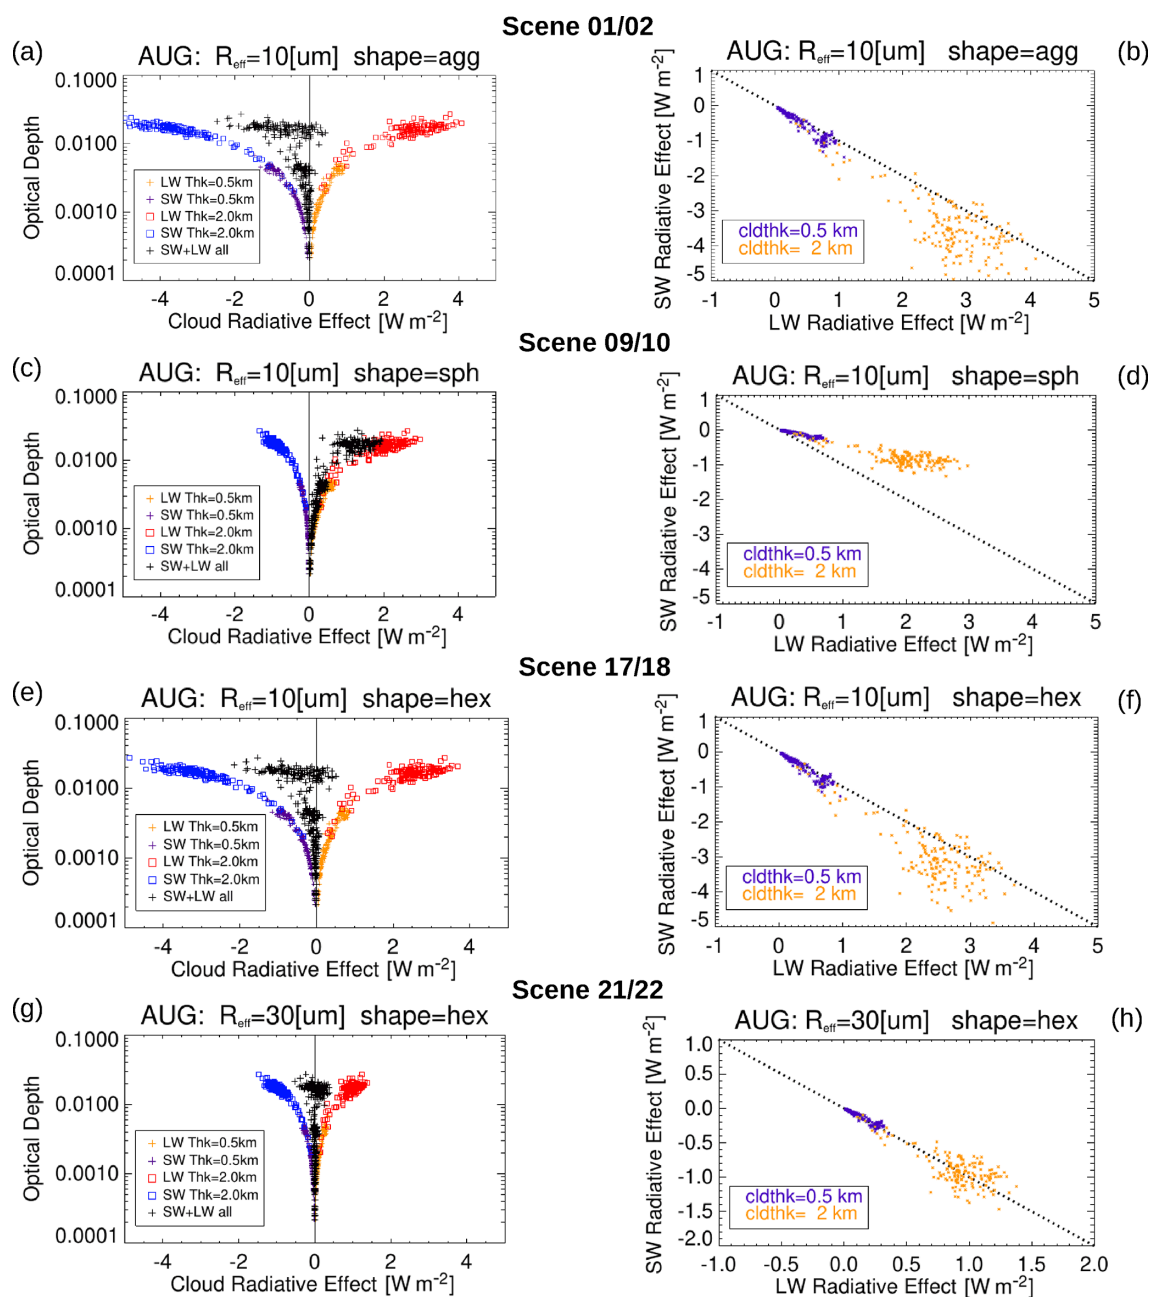 Scene 01/02
(a)
AUG: Reff=10[um] shape=agg
0.1000
0.0100
0.0010
0.0001
Optical Depth
LW Thk=0.5km
SW Thk=0.5km
LW Thk=2.0km
SW Thk=2.0km
SW+LW all
-4 -2 0 2 4
Cloud Radiative Effect [W m-2]
(b)
AUG: Reff=10[um] shape=agg
1
0
-1
-2
-3
-4
-5
SW Radiative Effect [W m-2]
cldthk=0.5 km
cldthk= 2 km
-1 0 1 2 3 4 5
LW Radiative Effect [W m-2]
Scene 09/10
(c)
AUG: Reff=10[um] shape=sph
0.1000
0.0100
0.0010
0.0001
Optical Depth
LW Thk=0.5km
SW Thk=0.5km
LW Thk=2.0km
SW Thk=2.0km
SW+LW all
-4 -2 0 2 4
Cloud Radiative Effect [W m-2]
(d)
AUG: Reff=10[um] shape=sph
1
0
-1
-2
-3
-4
-5
SW Radiative Effect [W m-2]
cldthk=0.5 km
cldthk= 2 km
-1 0 1 2 3 4 5
LW Radiative Effect [W m-2]
Scene 17/18
(e)
AUG: Reff=10[um] shape=hex
0.1000
0.0100
0.0010
0.0001
Optical Depth
LW Thk=0.5km
SW Thk=0.5km
LW Thk=2.0km
SW Thk=2.0km
SW+LW all
-4 -2 0 2 4
Cloud Radiative Effect [W m-2]
(f)
AUG: Reff=10[um] shape=hex
1
0
-1
-2
-3
-4
-5
SW Radiative Effect [W m-2]
cldthk=0.5 km
cldthk= 2 km
-1 0 1 2 3 4 5
LW Radiative Effect [W m-2]
Scene 21/22
(g)
AUG: Reff=30[um] shape=hex
0.1000
0.0100
0.0010
0.0001
Optical Depth
LW Thk=0.5km
SW Thk=0.5km
LW Thk=2.0km
SW Thk=2.0km
SW+LW all
-4 -2 0 2 4
Cloud Radiative Effect [W m-2]
(h)
AUG: Reff=30[um] shape=hex
1.0
0.5
0.0
-0.5
-1.0
-1.5
-2.0
SW Radiative Effect [W m-2]
cldthk=0.5 km
cldthk= 2 km
-1.0 -0.5 0.0 0.5 1.0 1.5 2.0
LW Radiative Effect [W m-2]